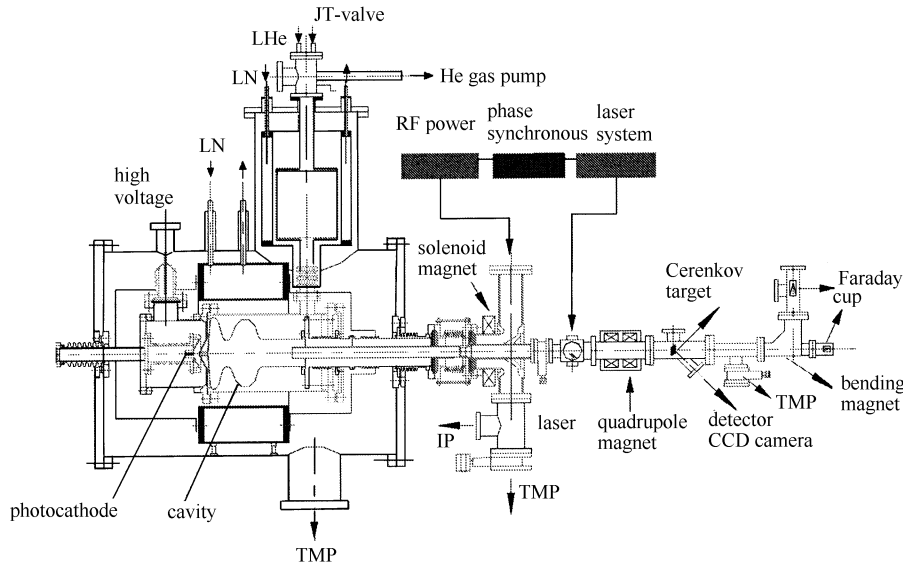 JT-valve
LHe
LN
He gas pump
RF power
phase
synchronous
laser
system
LN
high
voltage
solenoid
magnet
Cerenkov
target
Faraday
cup
bending
magnet
TMP
detector
CCD camera
quadrupole
magnet
laser
IP
TMP
photocathode
cavity
TMP